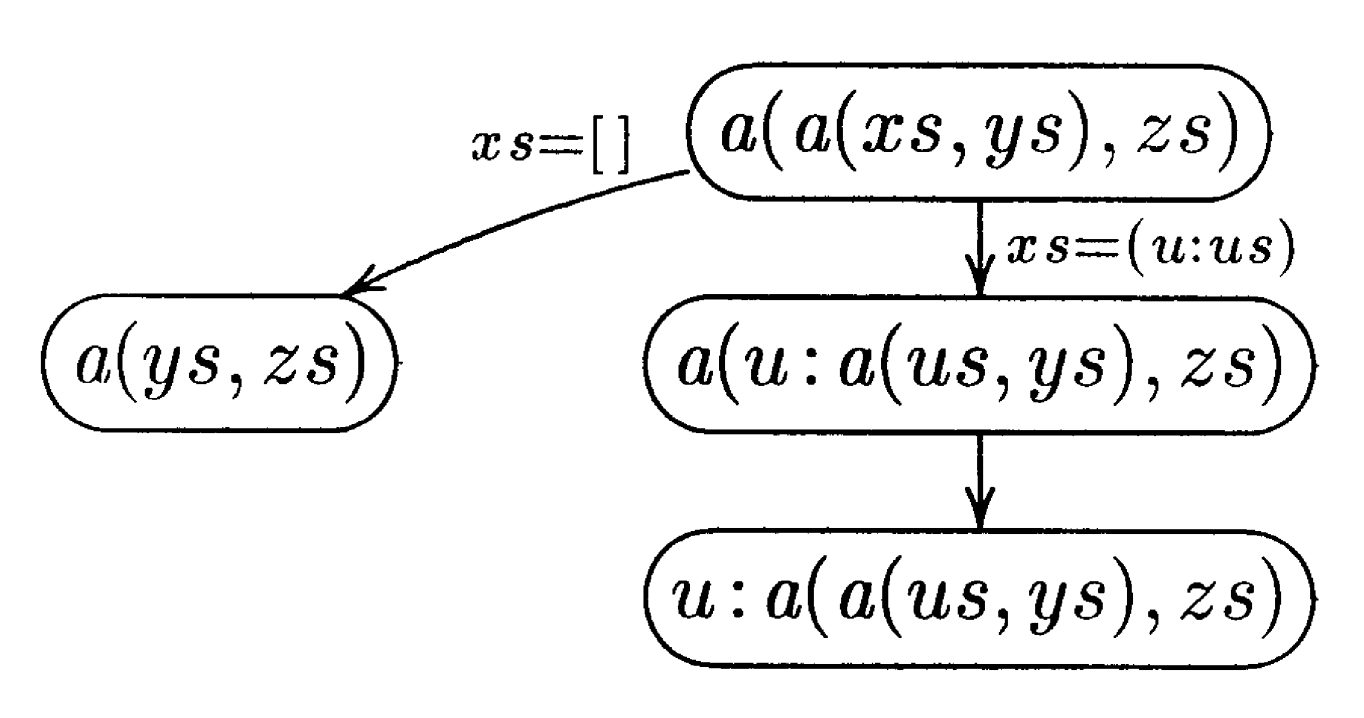 a(a(xs,ys),zs)
xs=[]
xs=(u:us)
a(ys,zs)
a(u:a(us,ys),zs)
u:a(a(us,ys),zs)